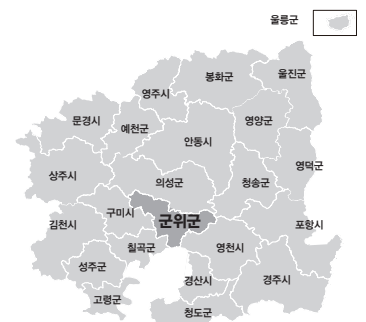 울릉군
봉화군
울진군
영주시
문경시
예천군
영양군
안동시
영덕군
상주시
의성군
청송군
구미시
군위군
김천시
포항시
칠곡군
영천시
성주군
경산시
경주시
고령군
청도군